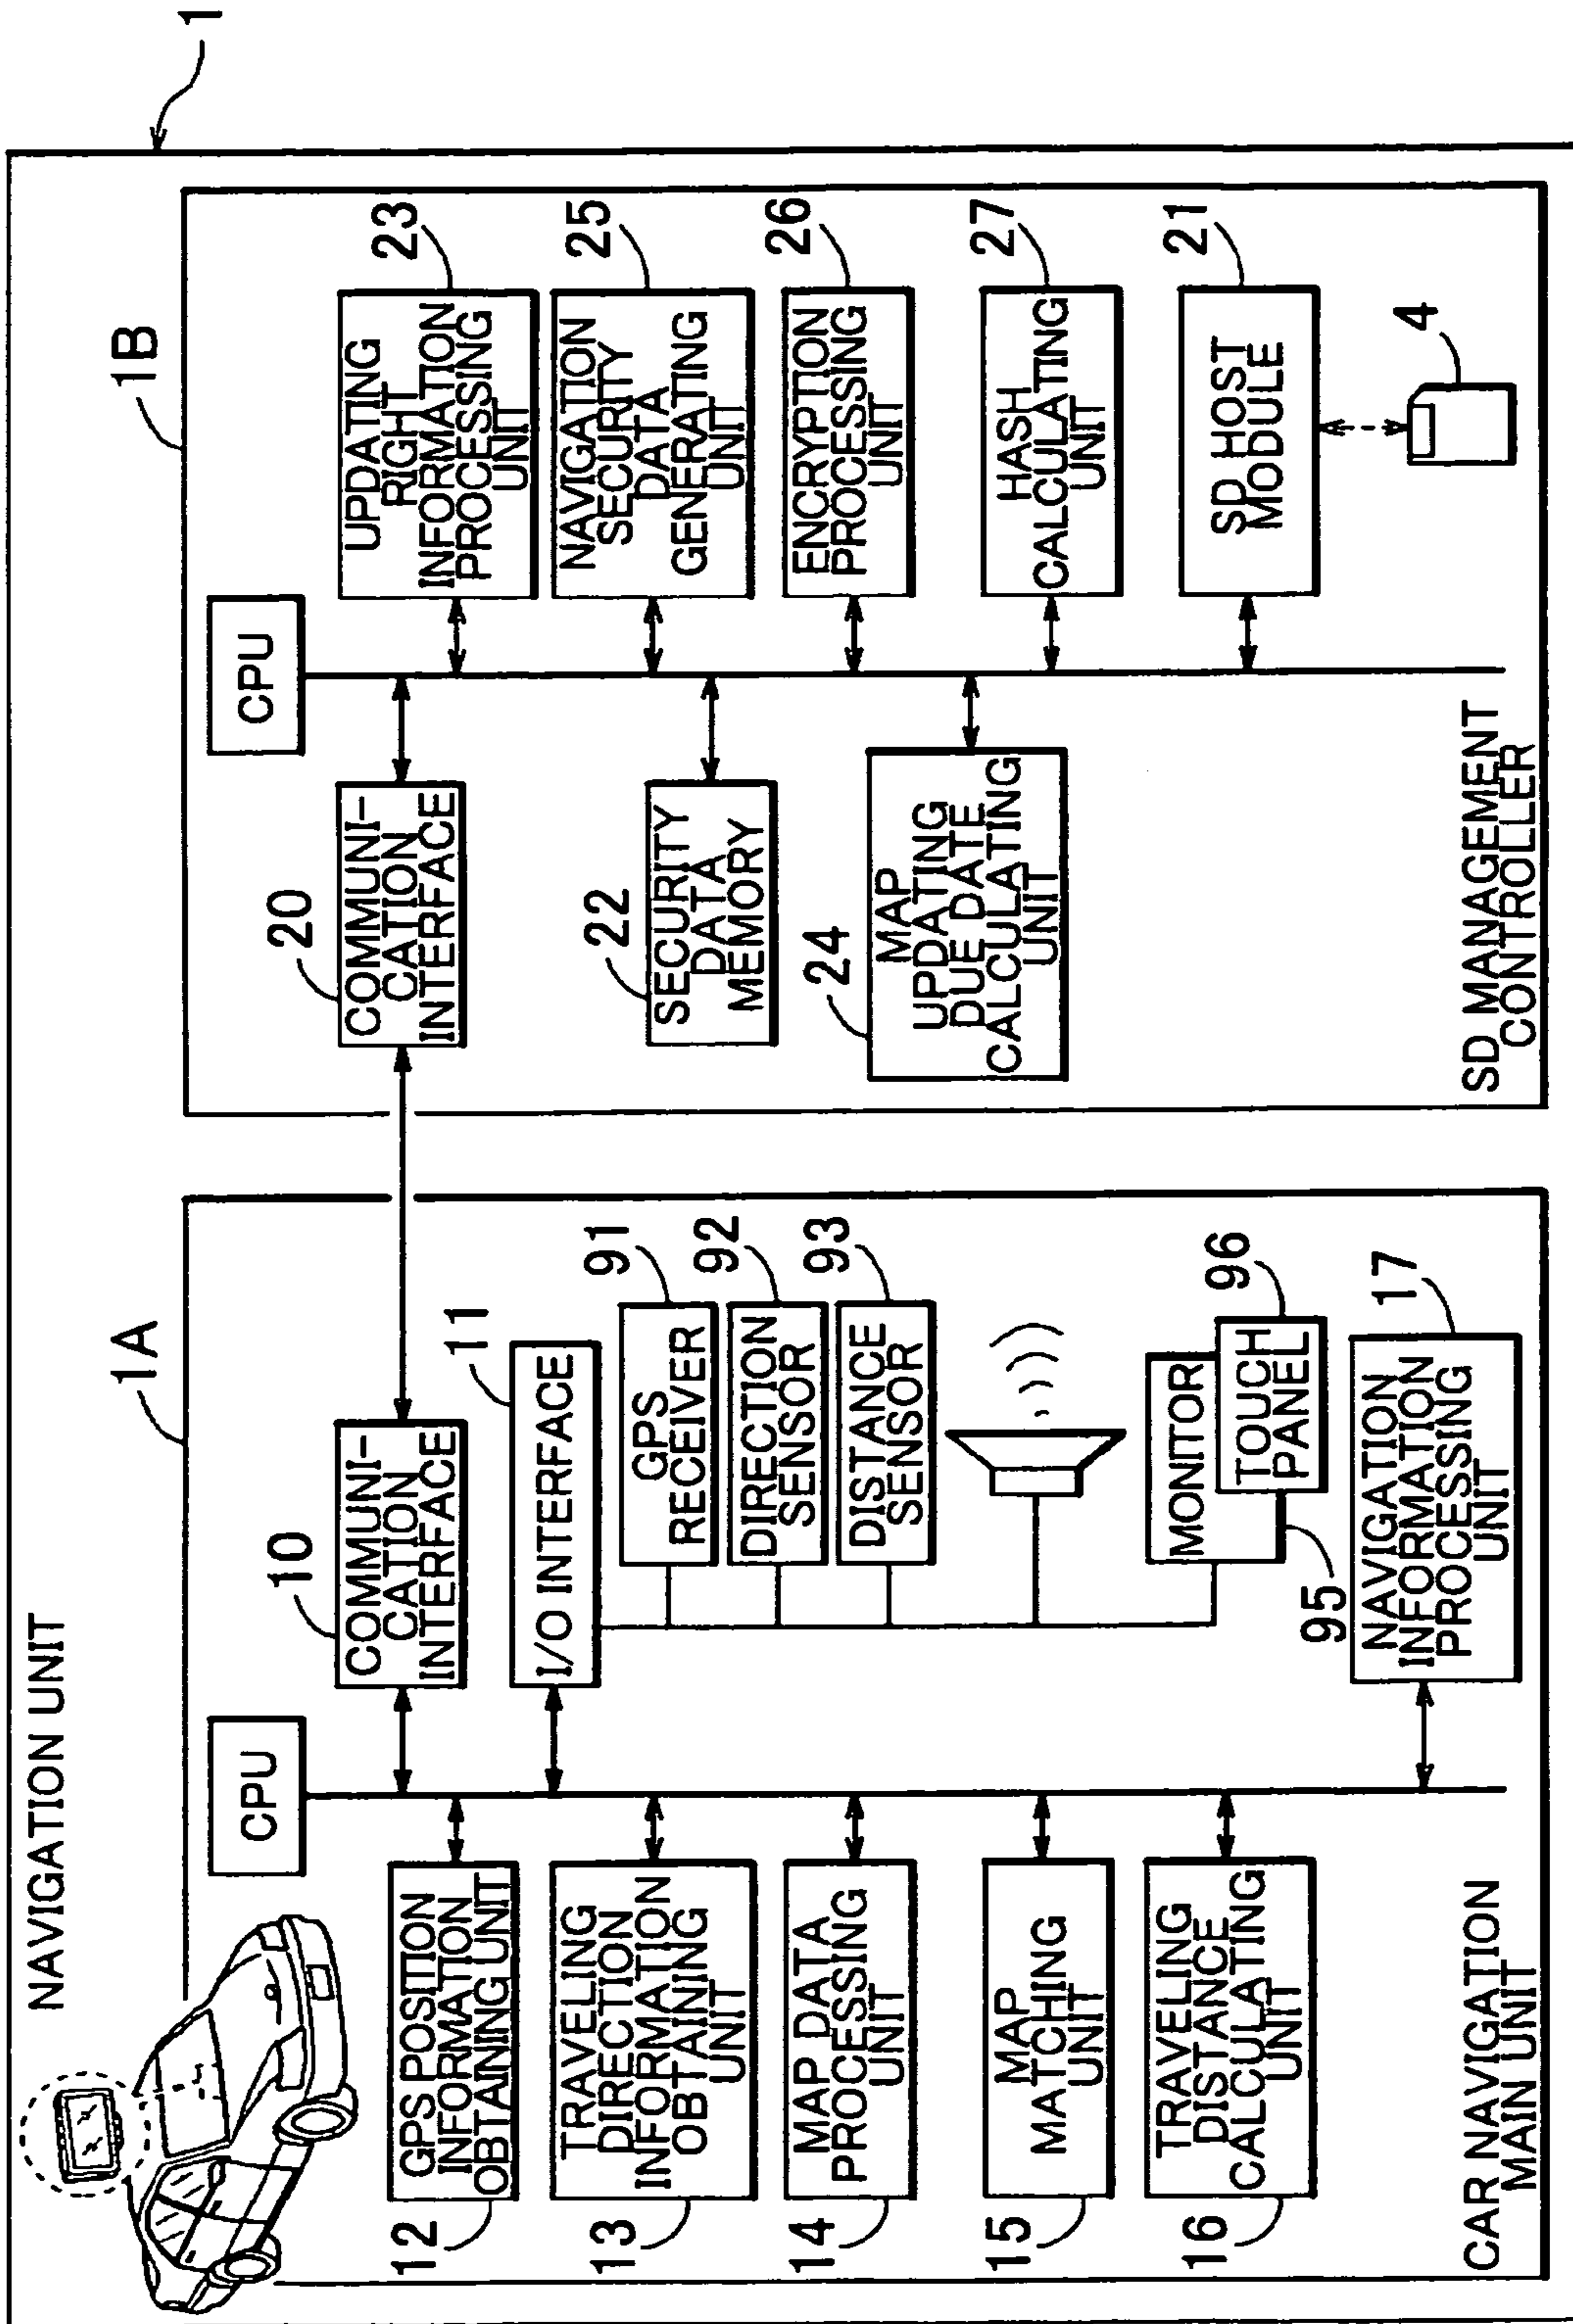 NAVIGATION UNIT
1
1A
CPU
GPS POSITION
INFORMATION
OBTAINING UNIT
12
TRAVELING
DIRECTION
INFORMATION
OBTAINING
UNIT
13
MAP DATA
PROCESSING
UNIT
14
MAP
MATCHING
UNIT
15
TRAVELING
DISTANCE
CALCULATING
UNIT
16
10
COMMUNI-
CATION
INTERFACE
11
I/O INTERFACE
GPS
RECEIVER
91
DIRECTION
SENSOR
92
DISTANCE
SENSOR
93
MONITOR
95
TOUCH
PANEL
96
NAVIGATION
INFORMATION
PROCESSING
UNIT
17
CAR NAVIGATION
MAIN UNIT
1B
CPU
20
COMMUNI-
CATION
INTERFACE
22
SECURITY
DATA
MEMORY
24
MAP
UPDATING
DUE DATE
CALCULATING
UNIT
UPDATING
RIGHT
INFORMATION
PROCESSING
UNIT
23
NAVIGATION
SECURITY
DATA
GENERATING
UNIT
25
ENCRYPTION
PROCESSING
UNIT
26
HASH
CALCULATING
UNIT
27
SD HOST
MODULE
21
4
SD MANAGEMENT
CONTROLLER